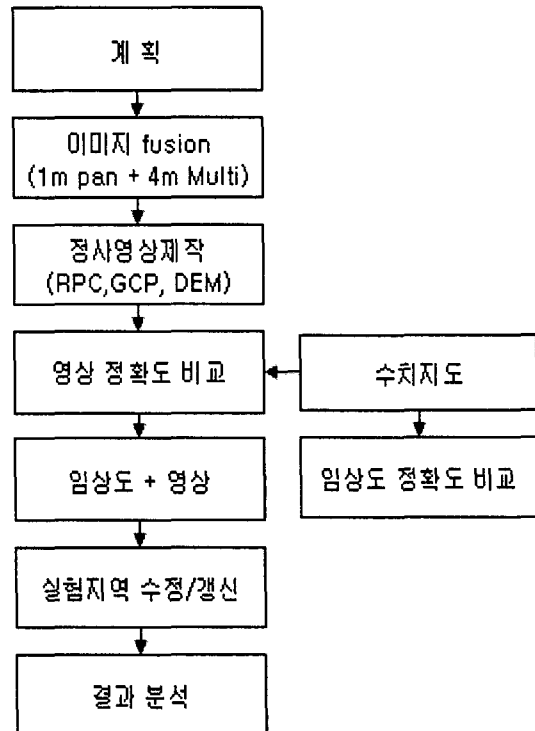 계 획
이미지 fusion
(1m pan + 4m Multi)
정사영상제작
(RPC,GCP, DEM)
영상 정확도 비교
수치지도
임상도 + 영상
임상도 정확도 비교
실험지역 수정/갱신
결과 분석